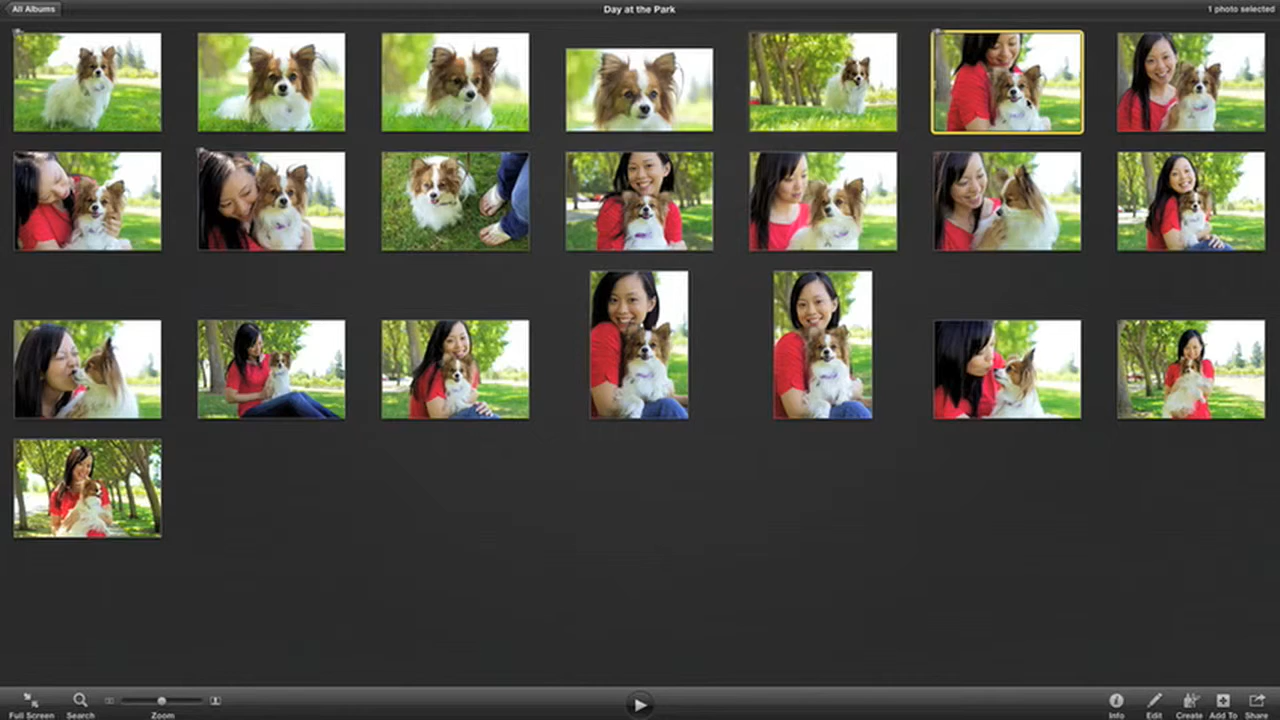 All Albums
Day at the Park
1 photo selected
Full Screen
Search
Zoom
Info
Edit
Create
Add To
Share